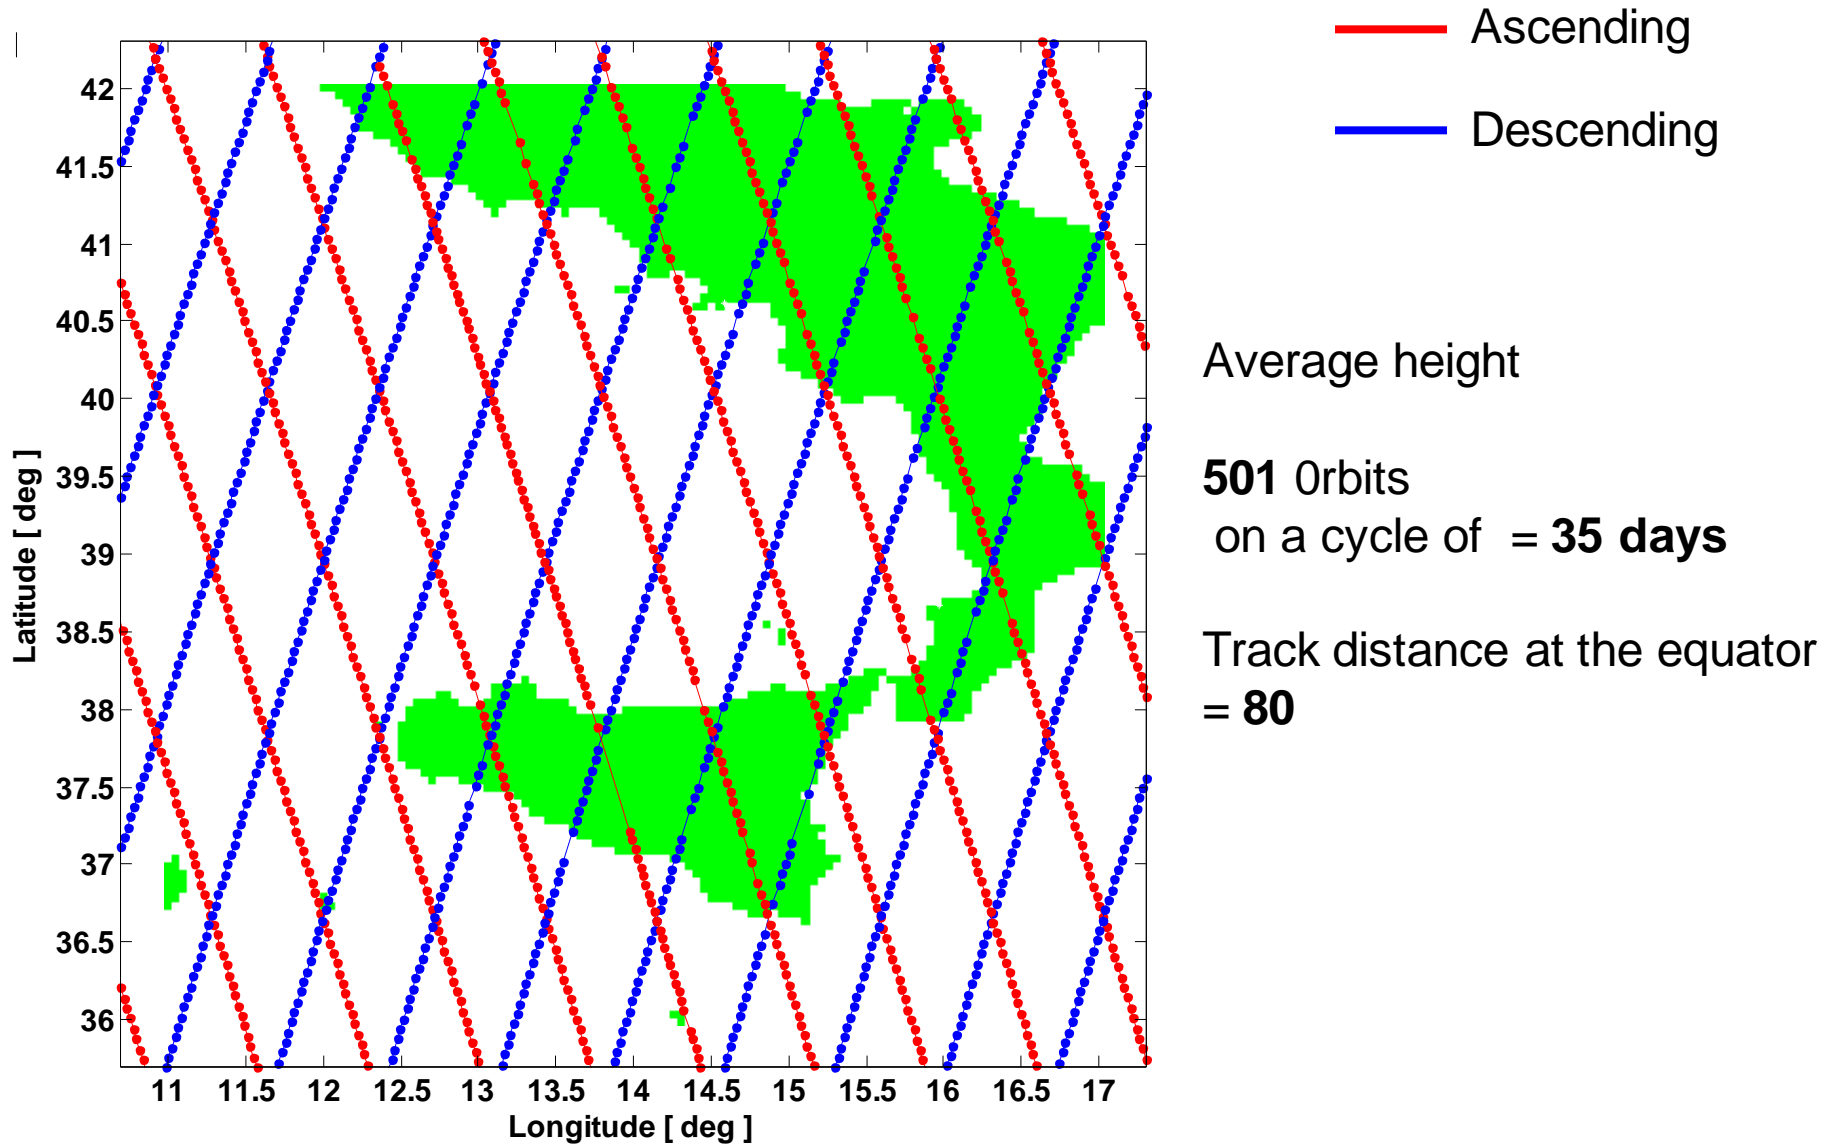 Ascending
Descending
42
41.5
41
40.5
40
39.5
39
38.5
38
37.5
37
36.5
36
Latitude [ deg ]
11 11.5 12 12.5 13 13.5 14 14.5 15 15.5 16 16.5 17
Longitude [ deg ]
Average height
501 0rbits
on a cycle of = 35 days
Track distance at the equator
= 80